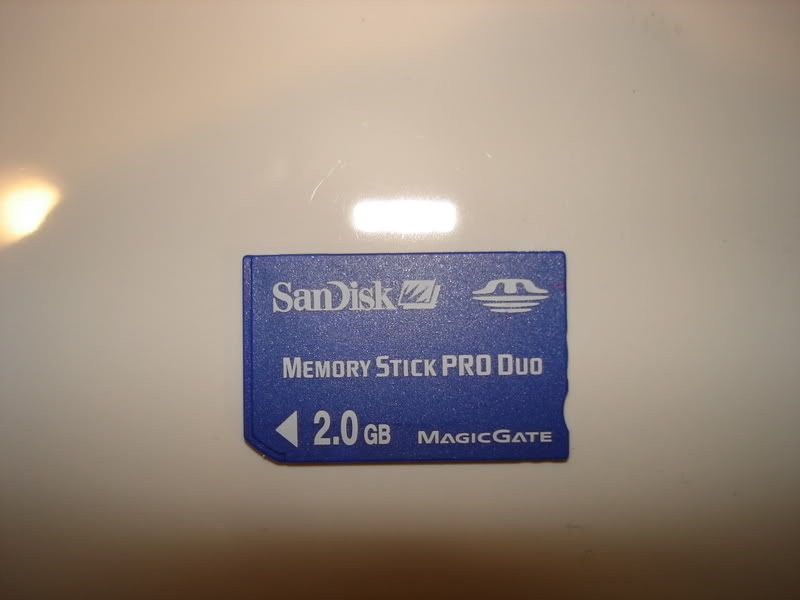 SanDisk
MEMORY STICK PRO DUO
2.0 GB MAGICGATE